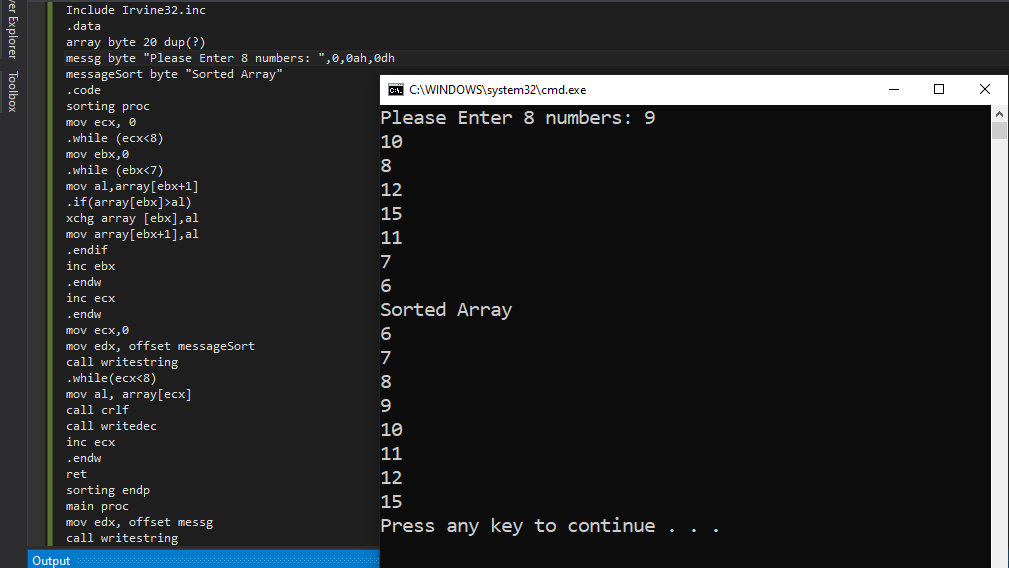 ver Explorer
Toolbox
Include Irvine32.inc
.data
array byte 20 dup(?)
messg byte "Please Enter 8 numbers: ",0,0ah,0dh
messageSort byte "Sorted Array"
.code
sorting proc
mov ecx, 0
.while (ecx<8)
mov ebx,0
.while (ebx<7)
mov al,array[ebx+1]
.if(array[ebx]>al)
xchg array [ebx],al
mov array[ebx+1],al
.endif
inc ebx
.endw
inc ecx
.endw
mov ecx,0
mov edx, offset messageSort
call writestring
.while(ecx<8)
mov al, array[ecx]
call crlf
call writedec
inc ecx
.endw
ret
sorting endp
main proc
mov edx, offset messg
call writestring
Output
C:\WINDOWS\system32\cmd.exe
Please Enter 8 numbers: 9
10
8
12
15
11
7
6
Sorted Array
6
7
8
9
10
11
12
15
Press any key to continue . . .